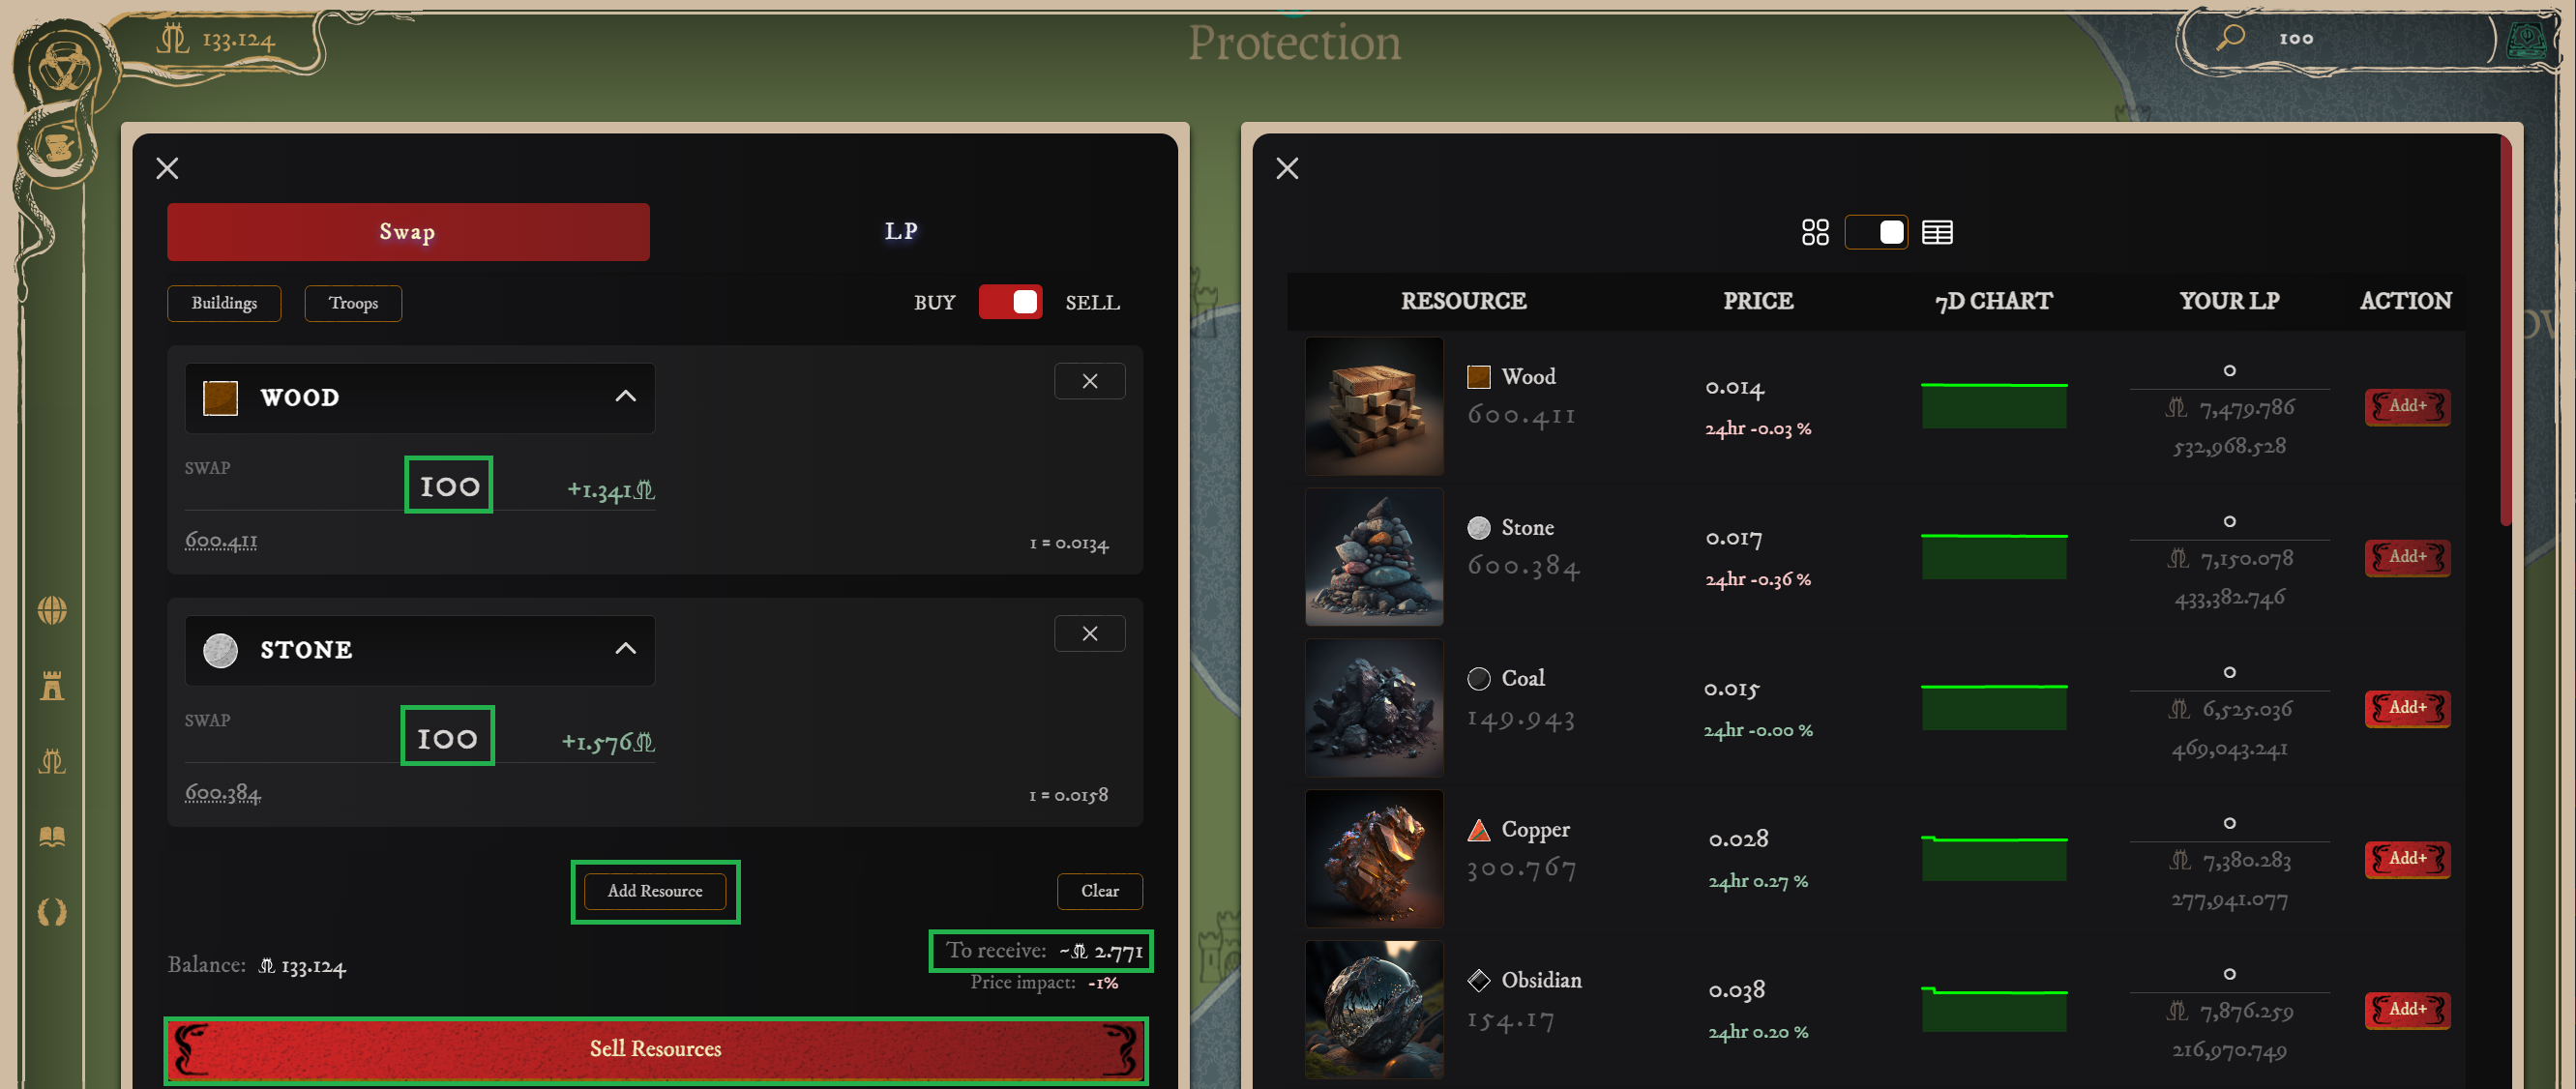 133.124
Protection
100
Swap
LP
Buildings
Troops
BUY
SELL
WOOD
SWAP
100
+1.341
600.411
1 = 0.0134
STONE
SWAP
100
+1.576
600.384
1 = 0.0158
Add Resource
Clear
To receive: ~ 2.771
Balance: 133.124
Price impact: -1%
Sell Resources
RESOURCE PRICE 7D CHART YOUR LP ACTION
Wood
600.411
0.014
24hr -0.03 %
0
7,479.786
532,968.528
Add+
Stone
600.384
0.017
24hr -0.36 %
0
7,150.078
433,382.746
Add+
Coal
149.943
0.015
24hr -0.00 %
0
6,525.036
469,043.241
Add+
Copper
300.767
0.028
24hr 0.27 %
0
7,380.283
277,941.077
Add+
Obsidian
154.17
0.038
24hr 0.20 %
0
7,876.259
216,970.749
Add+